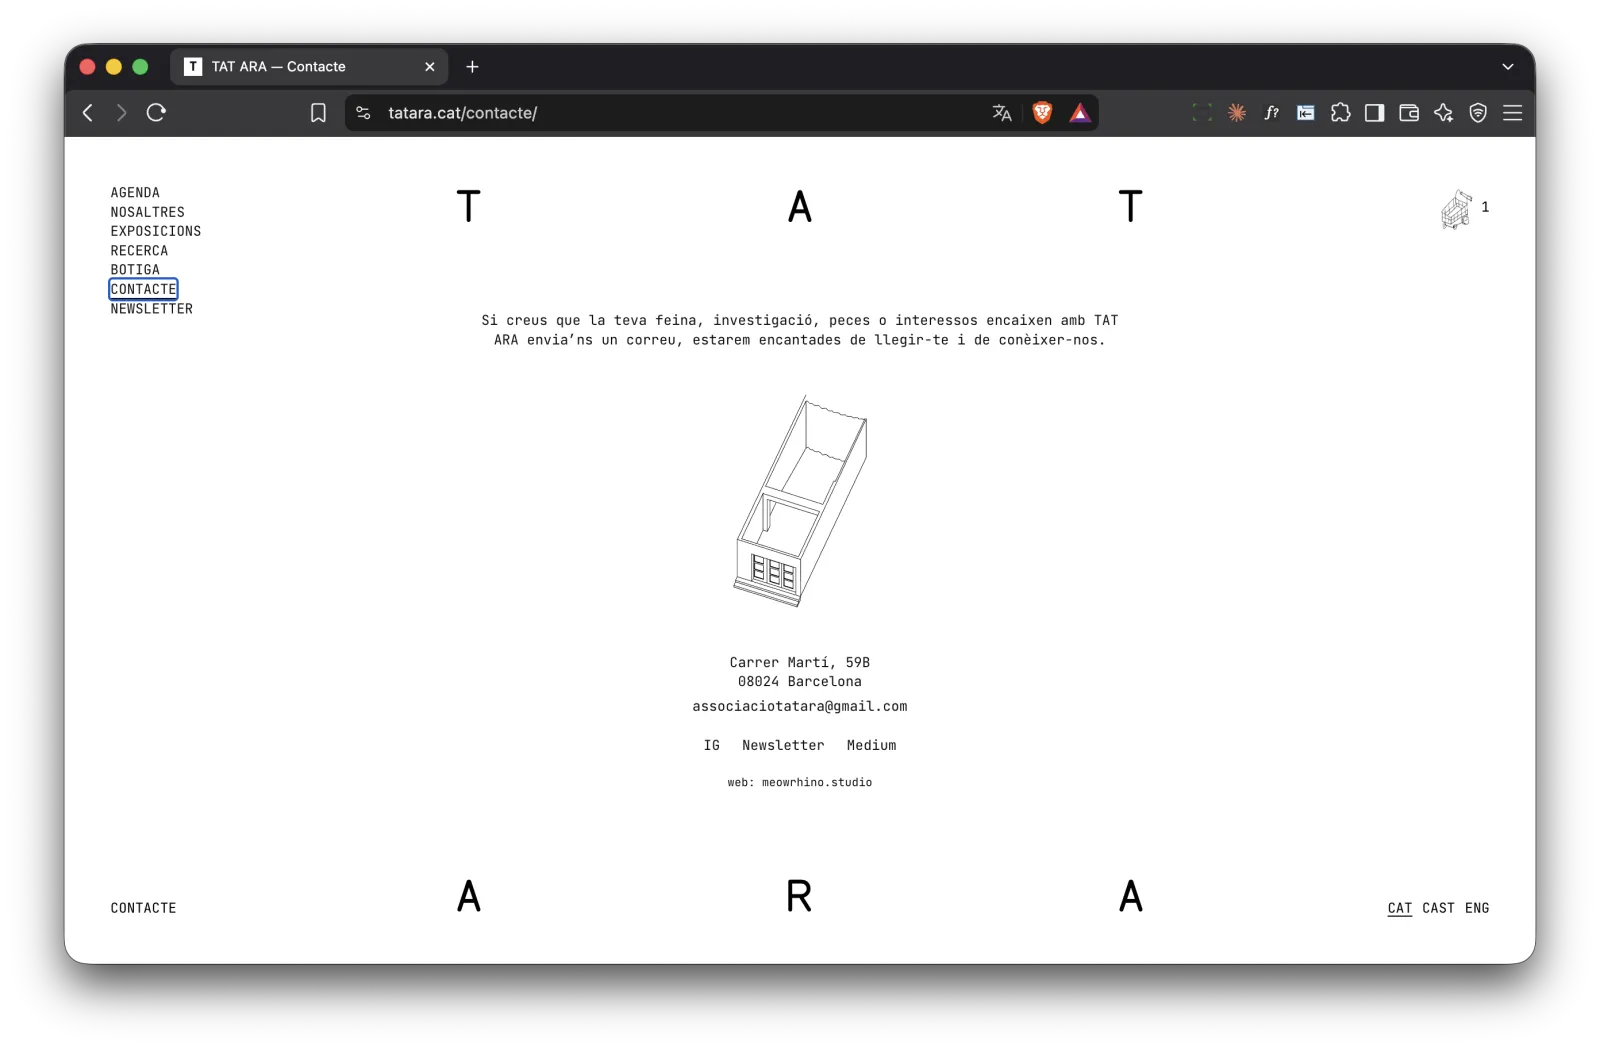 T
TAT ARA — Contacte
tatara.cat/contacte/
f?
AGENDA
NOSALTRES
EXPOSICIONS
RECERCA
BOTIGA
CONTACTE
NEWSLETTER
T A T
1
Si creus que la teva feina, investigació, peces o interessos encaixen amb TAT
ARA envia’ns un correu, estarem encantades de llegir-te i de conèixer-nos.
Carrer Martí, 59B
08024 Barcelona
associaciotatara@gmail.com
IG Newsletter Medium
web: meowrhino.studio
A R A
CONTACTE
CAT CAST ENG